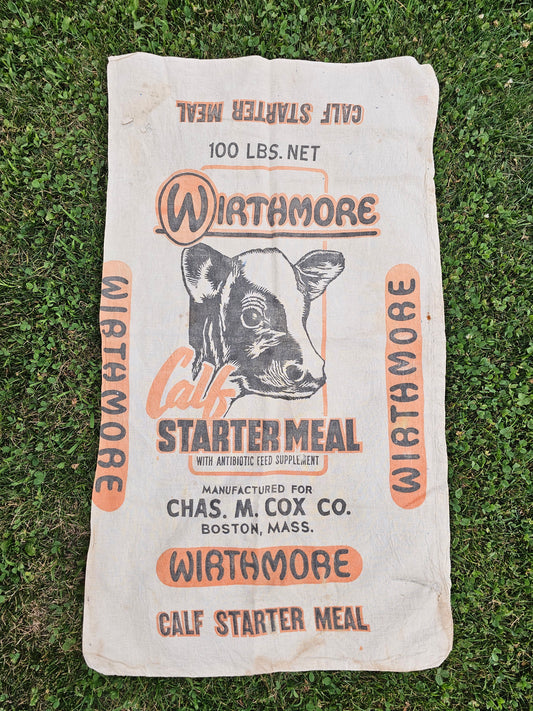 CALF STARTER MEAL
100 LBS. NET
WIRTHMORE
WIRTHMORE
WIRTHMORE
Calf
STARTER MEAL
WITH ANTIBIOTIC FEED SUPPLEMENT
MANUFACTURED FOR
CHAS. M. COX CO.
BOSTON, MASS.
WIRTHMORE
CALF STARTER MEAL